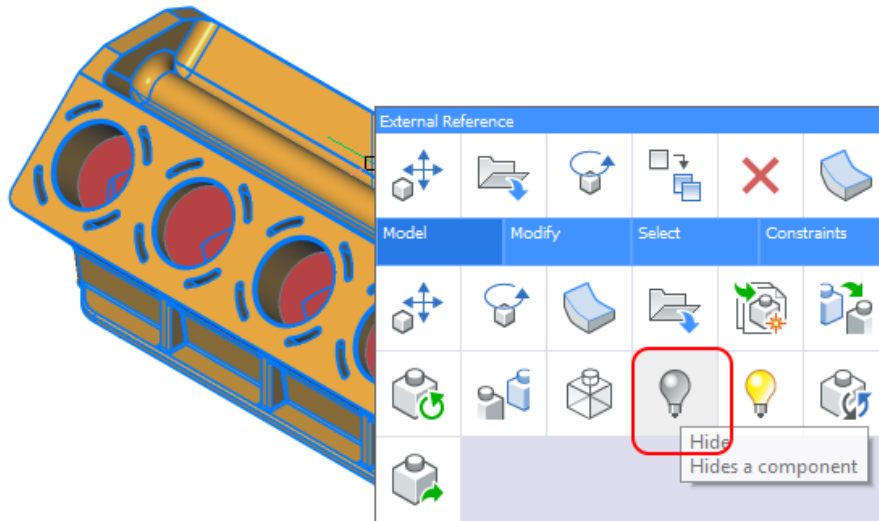 External Reference
Model Modify Select Constraints
Hide
Hides a component